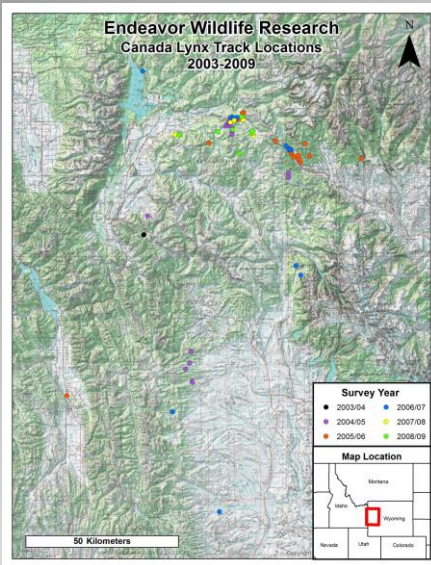 Endeavor Wildlife Research
Canada Lynx Track Locations
2003-2009
N
Survey Year
2003/04
2006/07
2004/05
2007/08
2005/06
2008/09
Map Location
Montana
Idaho
Wyoming
Nevada
Utah
Colorado
50 Kilometers